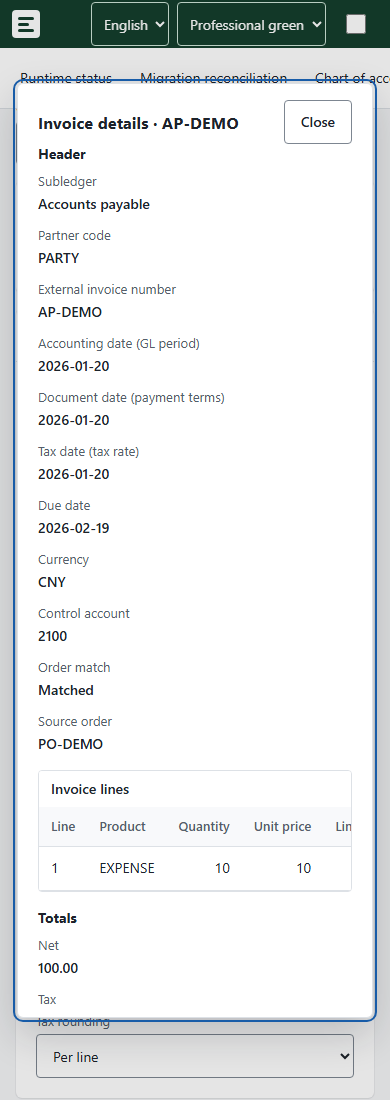 English Professional green
Runtime status Migration reconciliation Chart of acc
Invoice details · AP-DEMO Close
Header
Subledger
Accounts payable
Partner code
PARTY
External invoice number
AP-DEMO
Accounting date (GL period)
2026-01-20
Document date (payment terms)
2026-01-20
Tax date (tax rate)
2026-01-20
Due date
2026-02-19
Currency
CNY
Control account
2100
Order match
Matched
Source order
PO-DEMO
Invoice lines
Line Product Quantity Unit price Lin
1 EXPENSE 10 10
Totals
Net
100.00
Tax
Tax rounding
Per line